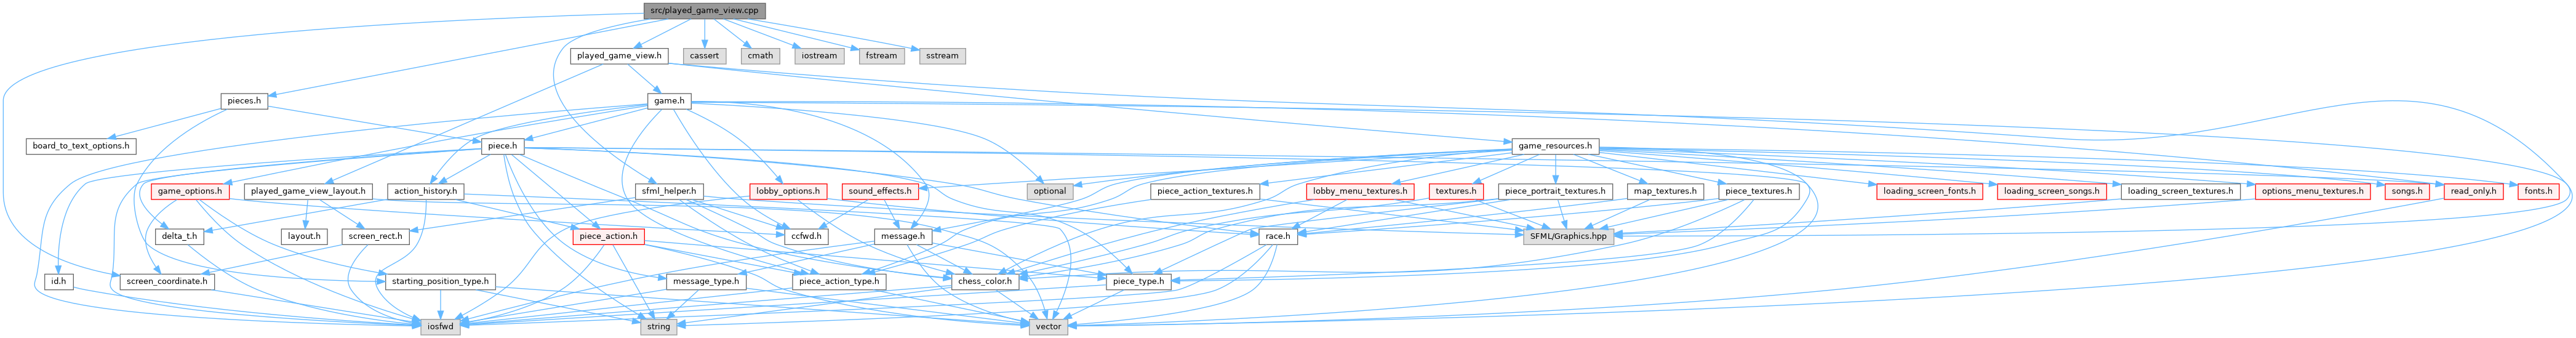 src/played_game_view.cpp
played_game_view.h
cassert
cmath
iostream
fstream
sstream
pieces.h
game.h
board_to_text_options.h
piece.h
game_resources.h
game_options.h
played_game_view_layout.h
action_history.h
sfml_helper.h
lobby_options.h
sound_effects.h
optional
piece_action_textures.h
lobby_menu_textures.h
textures.h
piece_portrait_textures.h
map_textures.h
piece_textures.h
loading_screen_fonts.h
loading_screen_songs.h
loading_screen_textures.h
options_menu_textures.h
songs.h
read_only.h
fonts.h
delta_t.h
layout.h
screen_rect.h
piece_action.h
ccfwd.h
message.h
race.h
SFML/Graphics.hpp
id.h
screen_coordinate.h
starting_position_type.h
message_type.h
piece_action_type.h
chess_color.h
piece_type.h
iosfwd
string
vector